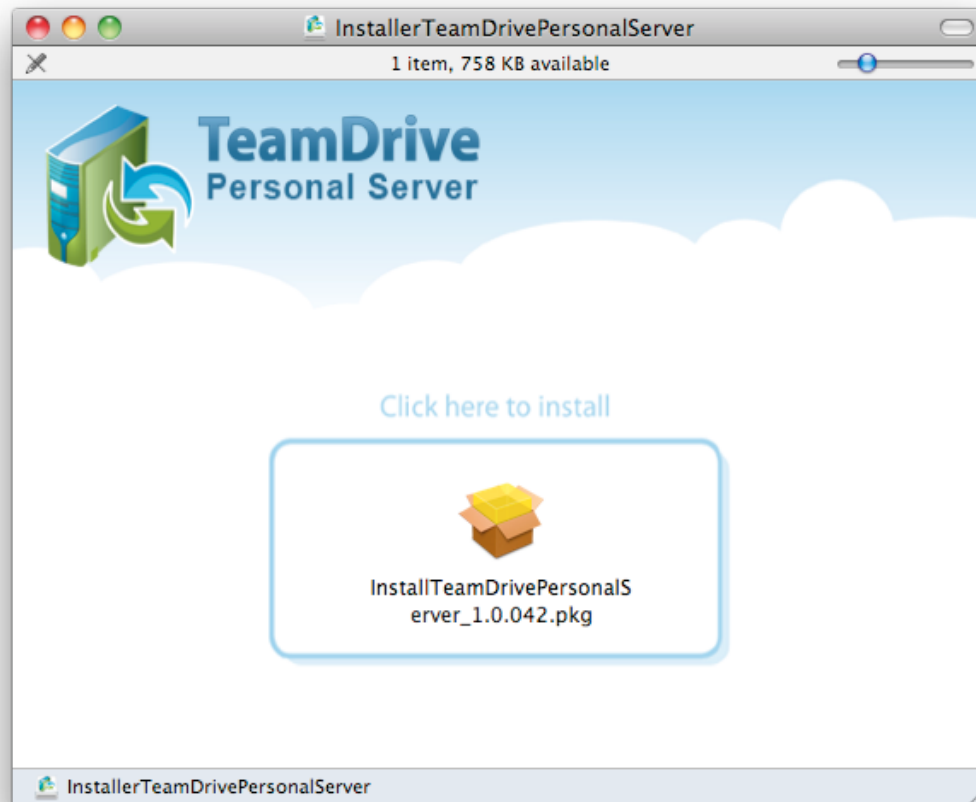 InstallerTeamDrivePersonalServer
1 item, 758 KB available
TeamDrive
Personal Server
Click here to install
InstallTeamDrivePersonalS
erver_1.0.042.pkg
InstallerTeamDrivePersonalServer